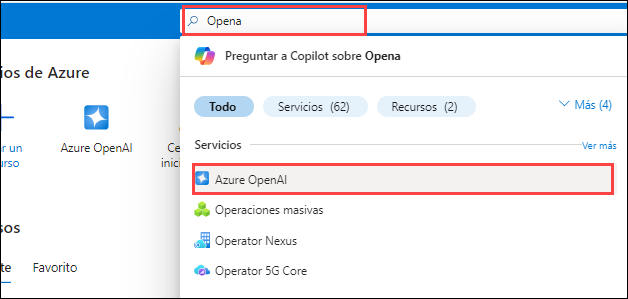 Opena
Preguntar a Copilot sobre Opena
ios de Azure
Todo
Servicios (62)
Recursos (2)
Más (4)
ar un
urso
Azure OpenAI
Ce
inici
Servicios
Ver más
Azure OpenAI
Operaciones masivas
Operator Nexus
Operator 5G Core
sos
te
Favorito